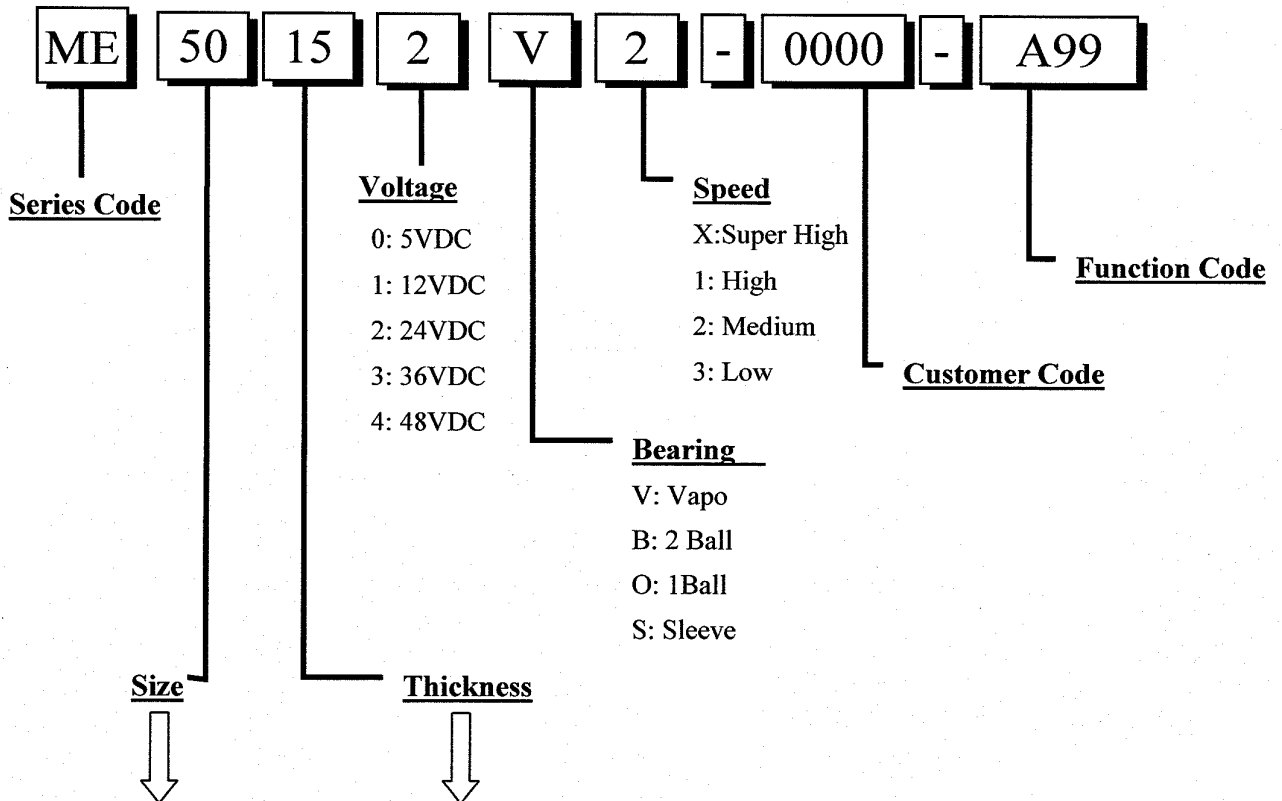 ME 50 15 2 V 2 - 0000 - A99
Series Code
Voltage
0: 5VDC
1: 12VDC
2: 24VDC
3: 36VDC
4: 48VDC
Speed
X:Super High
1: High
2: Medium
3: Low
Function Code
Customer Code
Bearing
V: Vapo
B: 2 Ball
O: 1Ball
S: Sleeve
Size
Thickness